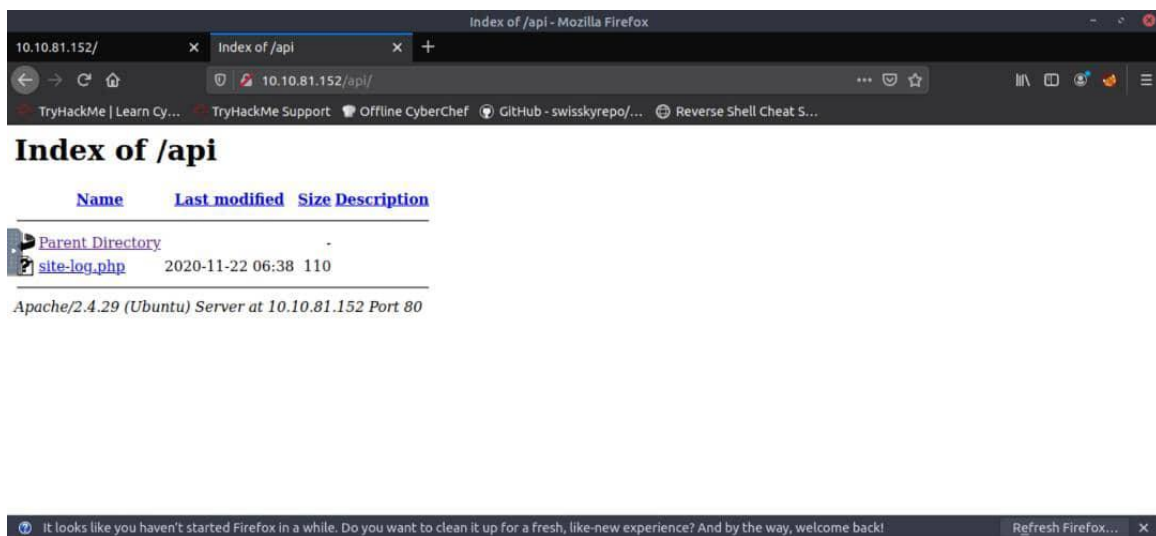 Index of /api - Mozilla Firefox
10.10.81.152/ Index of /api
10.10.81.152/api/
TryHackMe | Learn Cy... TryHackMe Support Offline CyberChef GitHub - swisskyrepo/... Reverse Shell Cheat S...
Index of /api
Name Last modified Size Description
Parent Directory -
site-log.php 2020-11-22 06:38 110
Apache/2.4.29 (Ubuntu) Server at 10.10.81.152 Port 80
It looks like you haven't started Firefox in a while. Do you want to clean it up for a fresh, like-new experience? And by the way, welcome back! Refresh Firefox...